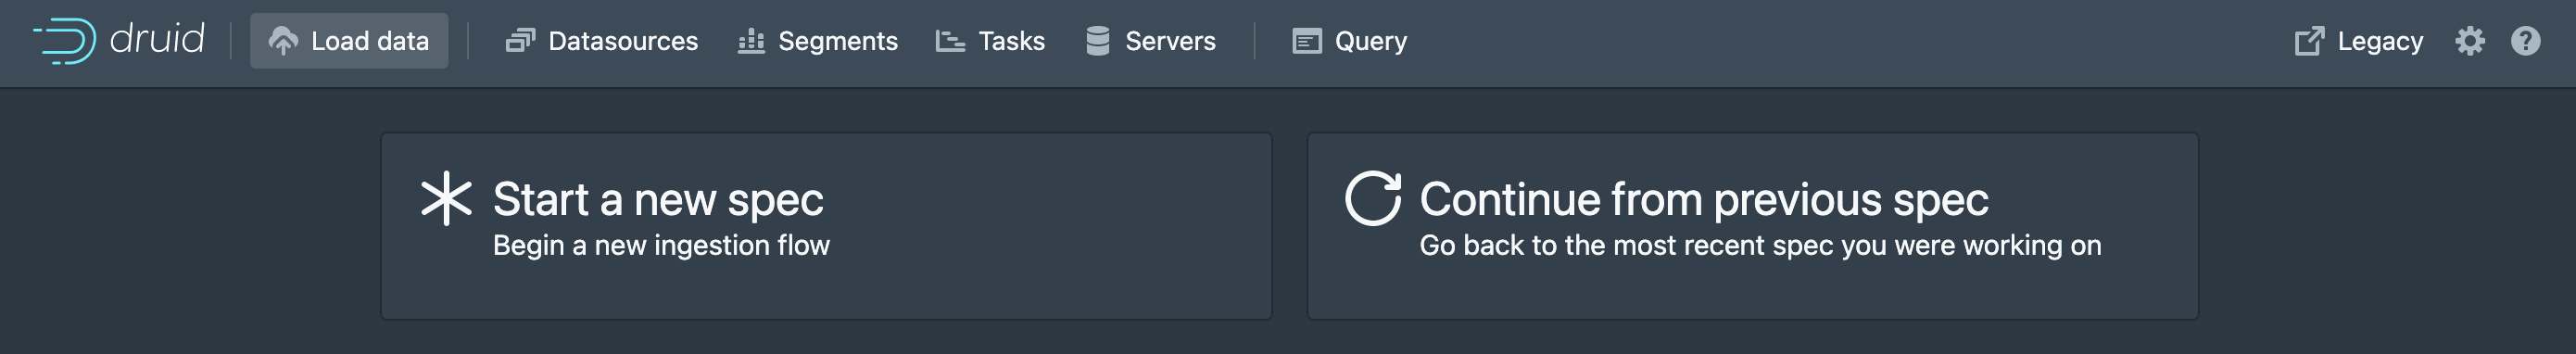 druid
Load data
Datasources
Segments
Tasks
Servers
Query
Legacy
Start a new spec
Begin a new ingestion flow
Continue from previous spec
Go back to the most recent spec you were working on